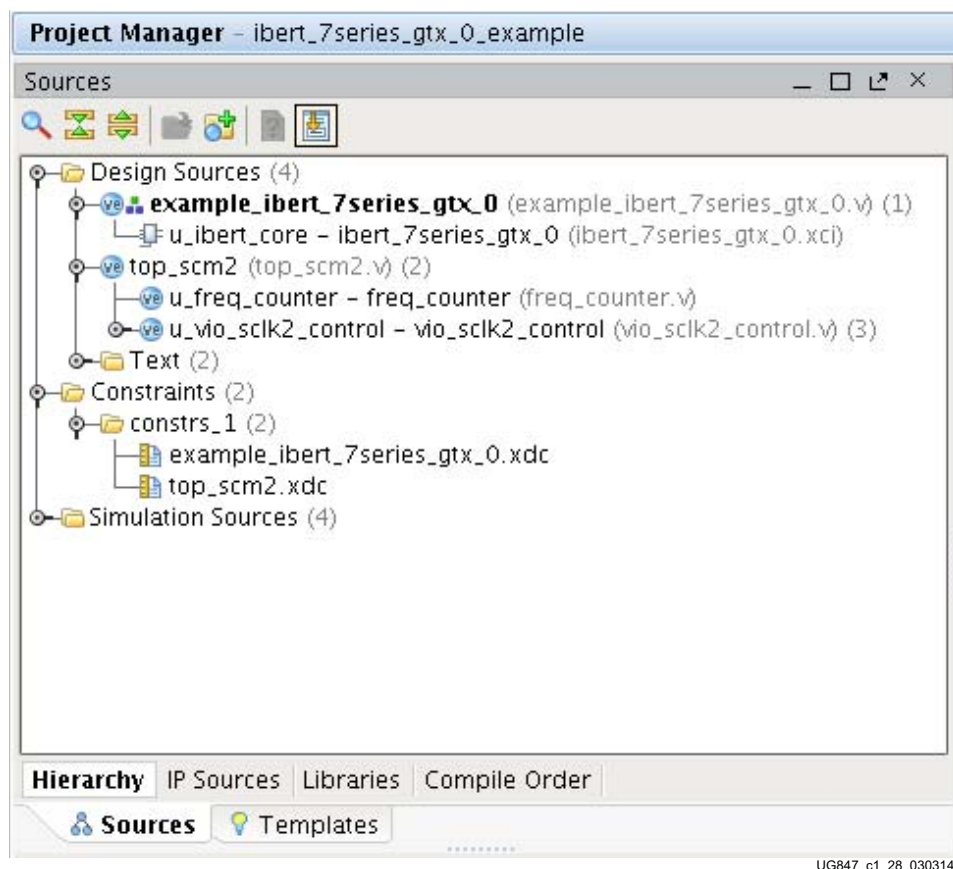 Project Manager – ibert_7series_gtx_0_example
Sources
Design Sources (4)
example_ibert_7series_gtx_0 (example_ibert_7series_gtx_0.v) (1)
u_ibert_core – ibert_7series_gtx_0 (ibert_7series_gtx_0.xci)
top_scm2 (top_scm2.v) (2)
u_freq_counter – freq_counter (freq_counter.v)
u_vio_sclk2_control – vio_sclk2_control (vio_sclk2_control.v) (3)
Text (2)
Constraints (2)
constrs_1 (2)
example_ibert_7series_gtx_0.xdc
top_scm2.xdc
Simulation Sources (4)
Hierarchy IP Sources Libraries Compile Order
Sources Templates
UG847_c1_28_030314